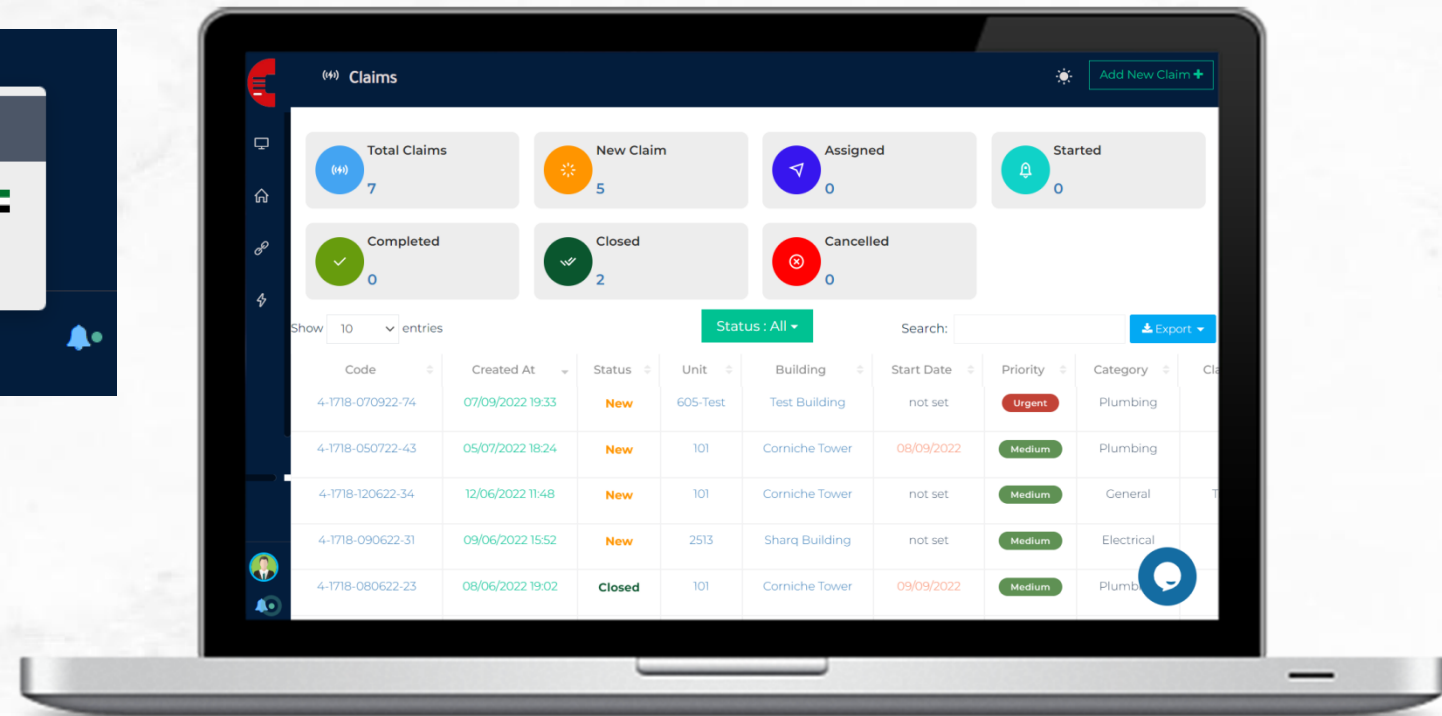 Claims
Add New Claim
Total Claims
7
New Claim
5
Assigned
0
Started
0
Completed
0
Closed
2
Cancelled
0
Show 10 entries
Status : All
Search:
Export
Code Created At Status Unit Building Start Date Priority Category Cla
4-1718-070922-74 07/09/2022 19:33 New 605-Test Test Building not set Urgent Plumbing
4-1718-050722-43 05/07/2022 18:24 New 101 Corniche Tower 08/09/2022 Medium Plumbing
4-1718-120622-34 12/06/2022 11:48 New 101 Corniche Tower not set Medium General T
4-1718-090622-31 09/06/2022 15:52 New 2513 Sharq Building not set Medium Electrical
4-1718-080622-23 08/06/2022 19:02 Closed 101 Corniche Tower 09/09/2022 Medium Plumb